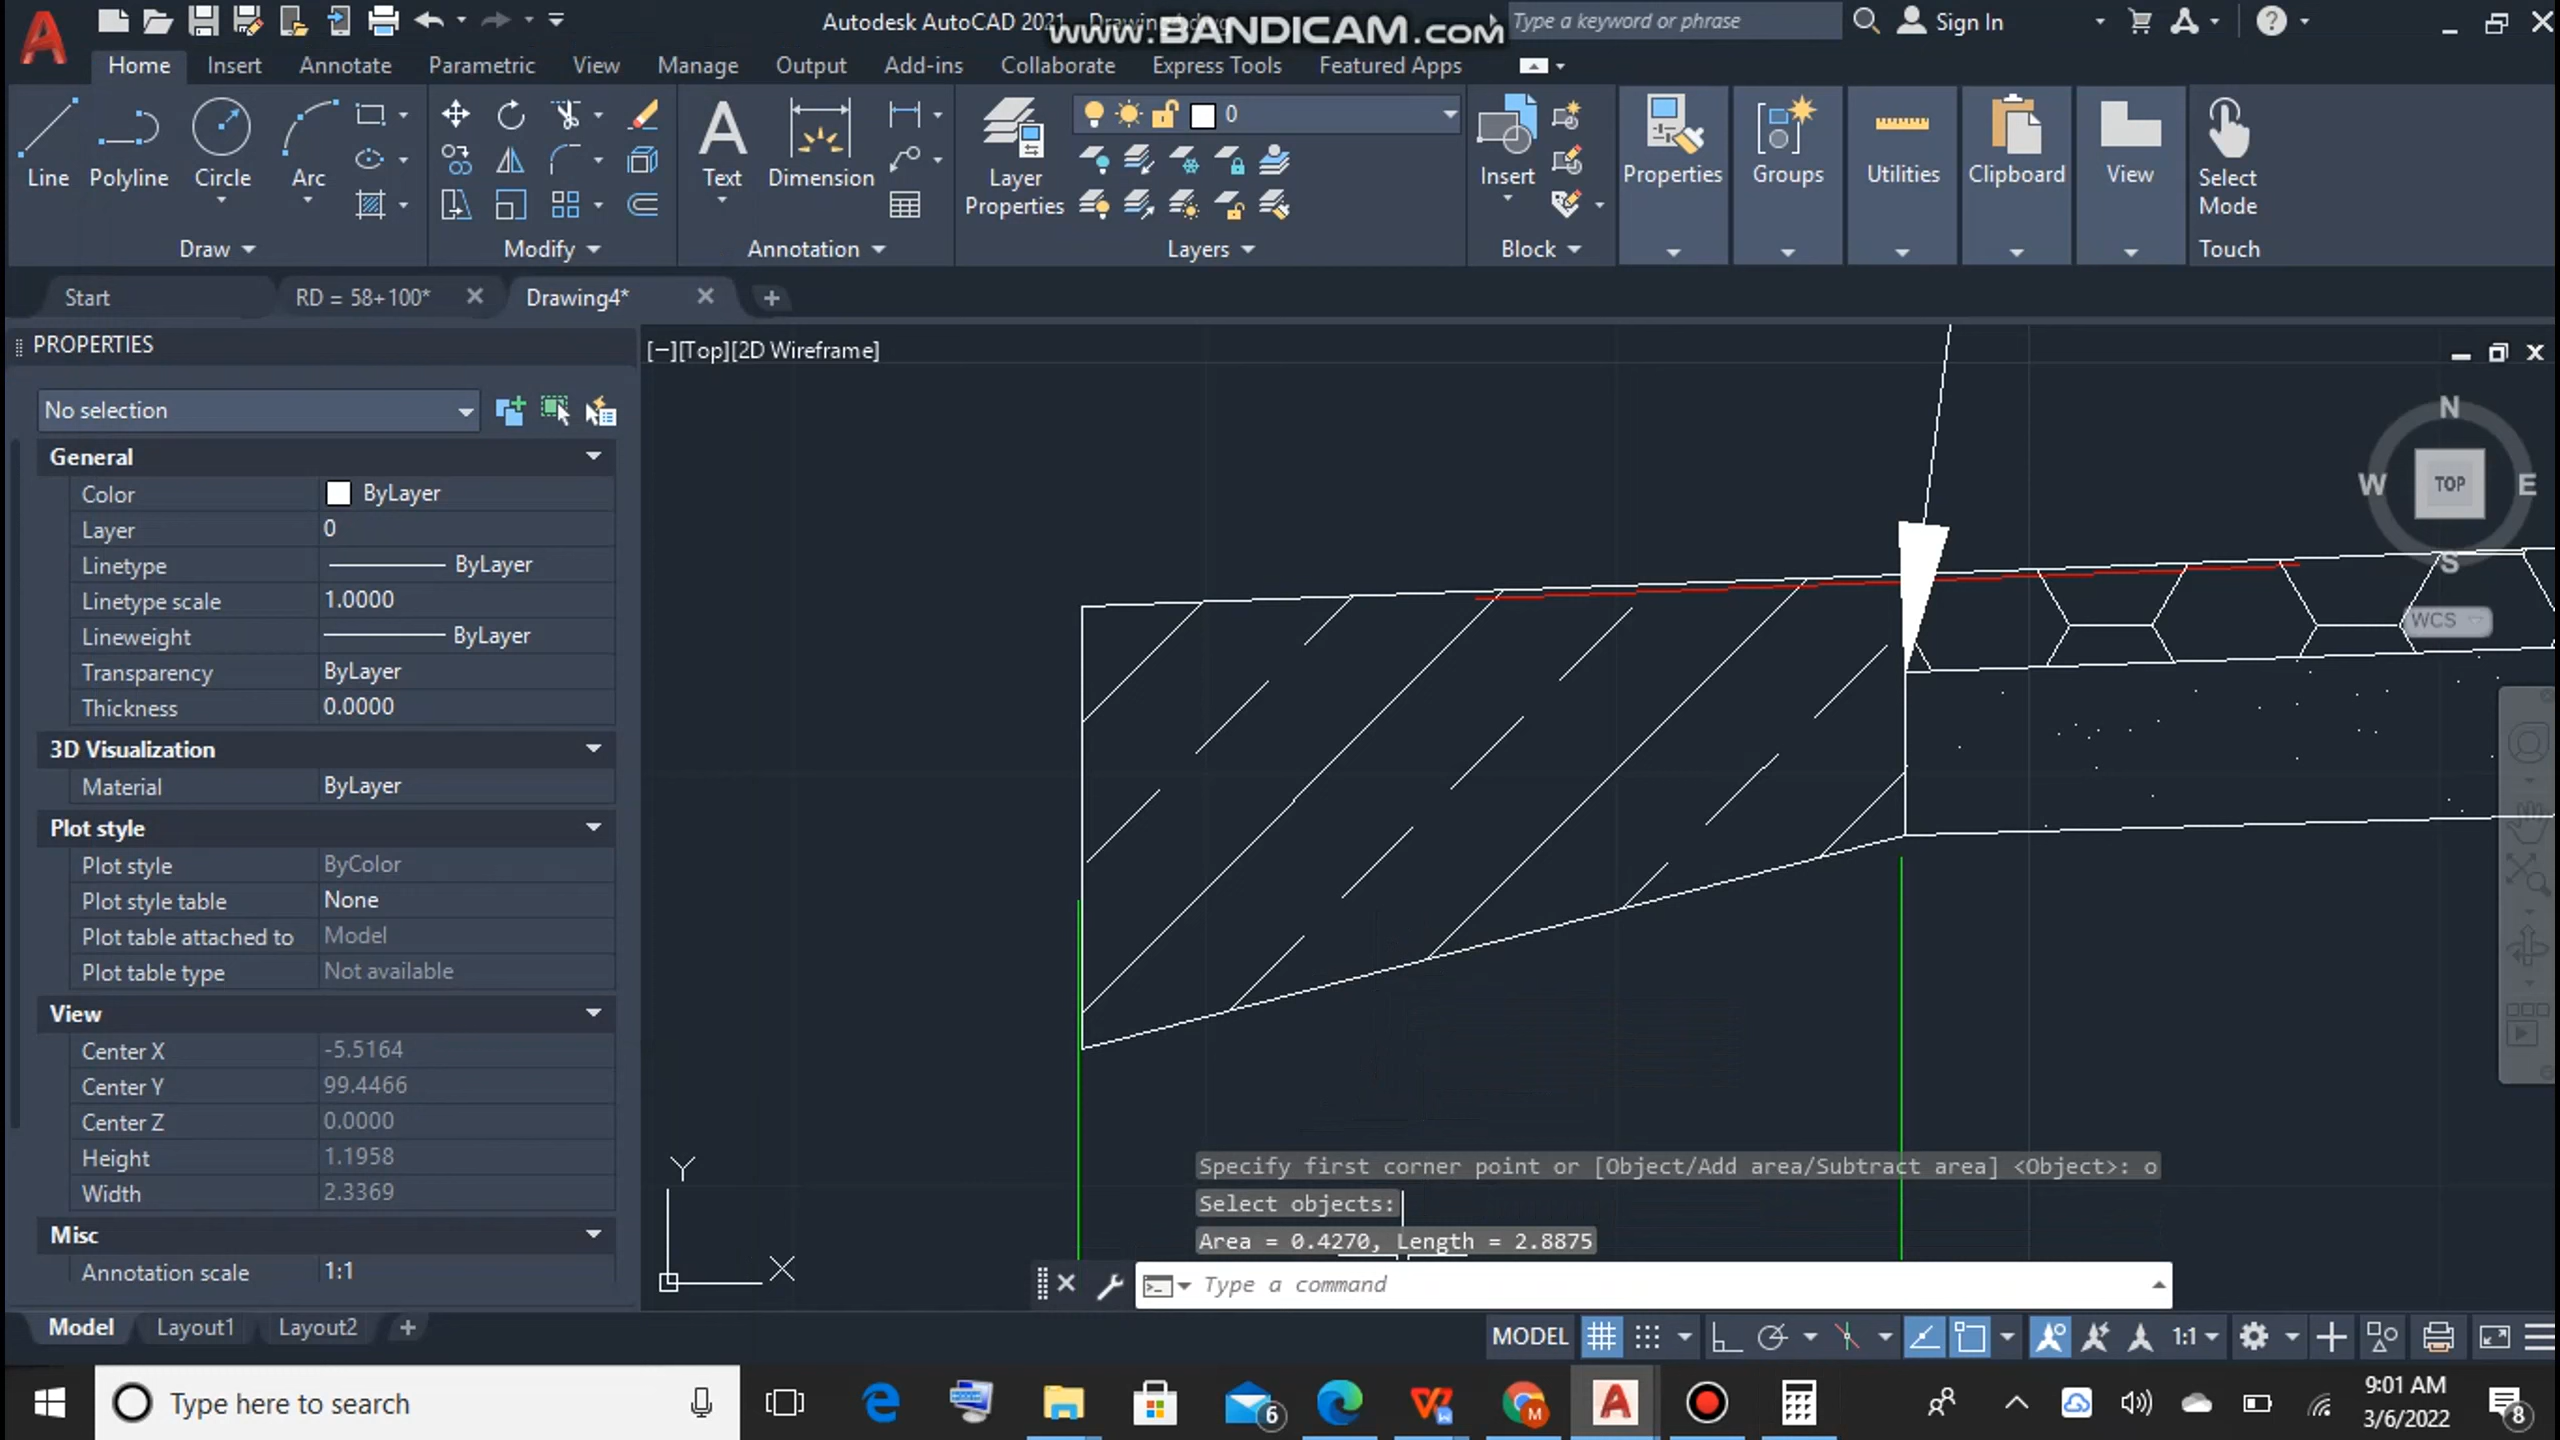 Autodesk AutoCAD 2021 Drawing4.dwg
www.BANDICAM.com
Type a keyword or phrase
Sign In
Home Insert Annotate Parametric View Manage Output Add-ins Collaborate Express Tools Featured Apps
Line Polyline Circle Arc
Text Dimension
Layer Properties
0
Insert
Properties Groups Utilities Clipboard View
Select Mode
Draw Modify Annotation Layers Block Touch
Start RD = 58+100* Drawing4*
PROPERTIES
[−][Top][2D Wireframe]
No selection
General
Color ByLayer
Layer 0
Linetype ByLayer
Linetype scale 1.0000
Lineweight ByLayer
Transparency ByLayer
Thickness 0.0000
3D Visualization
Material ByLayer
Plot style
Plot style ByColor
Plot style table None
Plot table attached to Model
Plot table type Not available
View
Center X -5.5164
Center Y 99.4466
Center Z 0.0000
Height 1.1958
Width 2.3369
Misc
Annotation scale 1:1
N
W TOP E
S
WCS
Y
X
Specify first corner point or [Object/Add area/Subtract area] <Object>: o
Select objects:
Area = 0.4270, Length = 2.8875
Type a command
Model Layout1 Layout2
MODEL 1:1
Type here to search
6
M
9:01 AM
3/6/2022
8